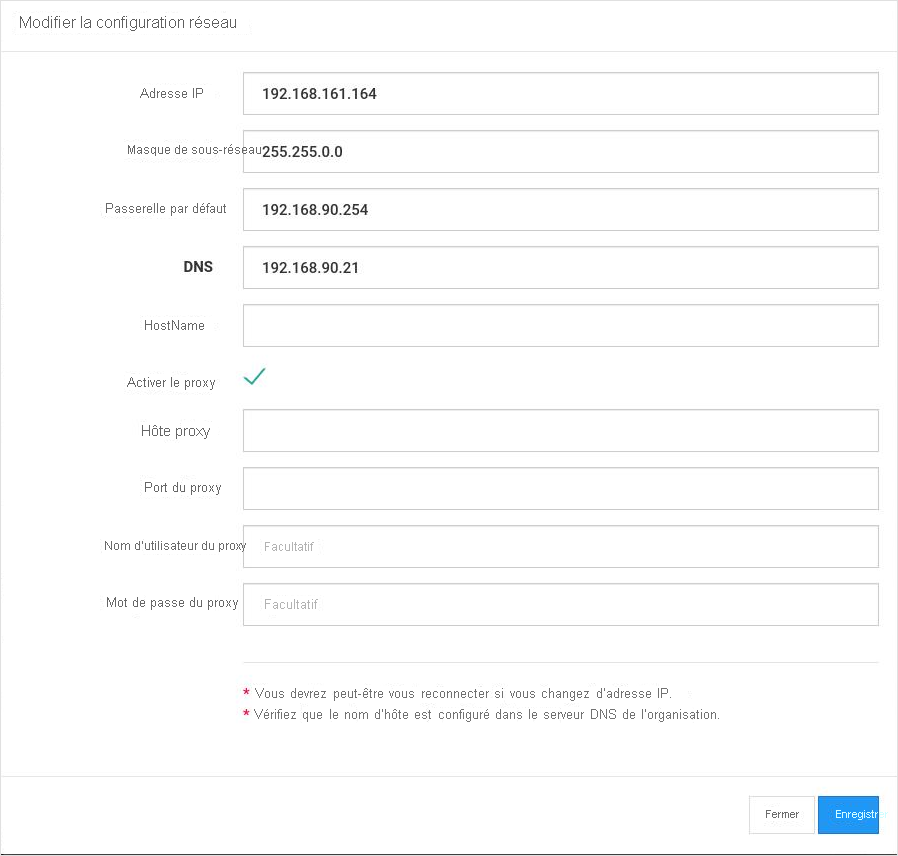 Modifier la configuration réseau
Adresse IP 192.168.161.164
Masque de sous-réseau 255.255.0.0
Passerelle par défaut 192.168.90.254
DNS 192.168.90.21
HostName
Activer le proxy
Hôte proxy
Port du proxy
Nom d'utilisateur du proxy Facultatif
Mot de passe du proxy Facultatif
* Vous devrez peut-être vous reconnecter si vous changez d'adresse IP.
* Vérifiez que le nom d'hôte est configuré dans le serveur DNS de l'organisation.
Fermer Enregistr